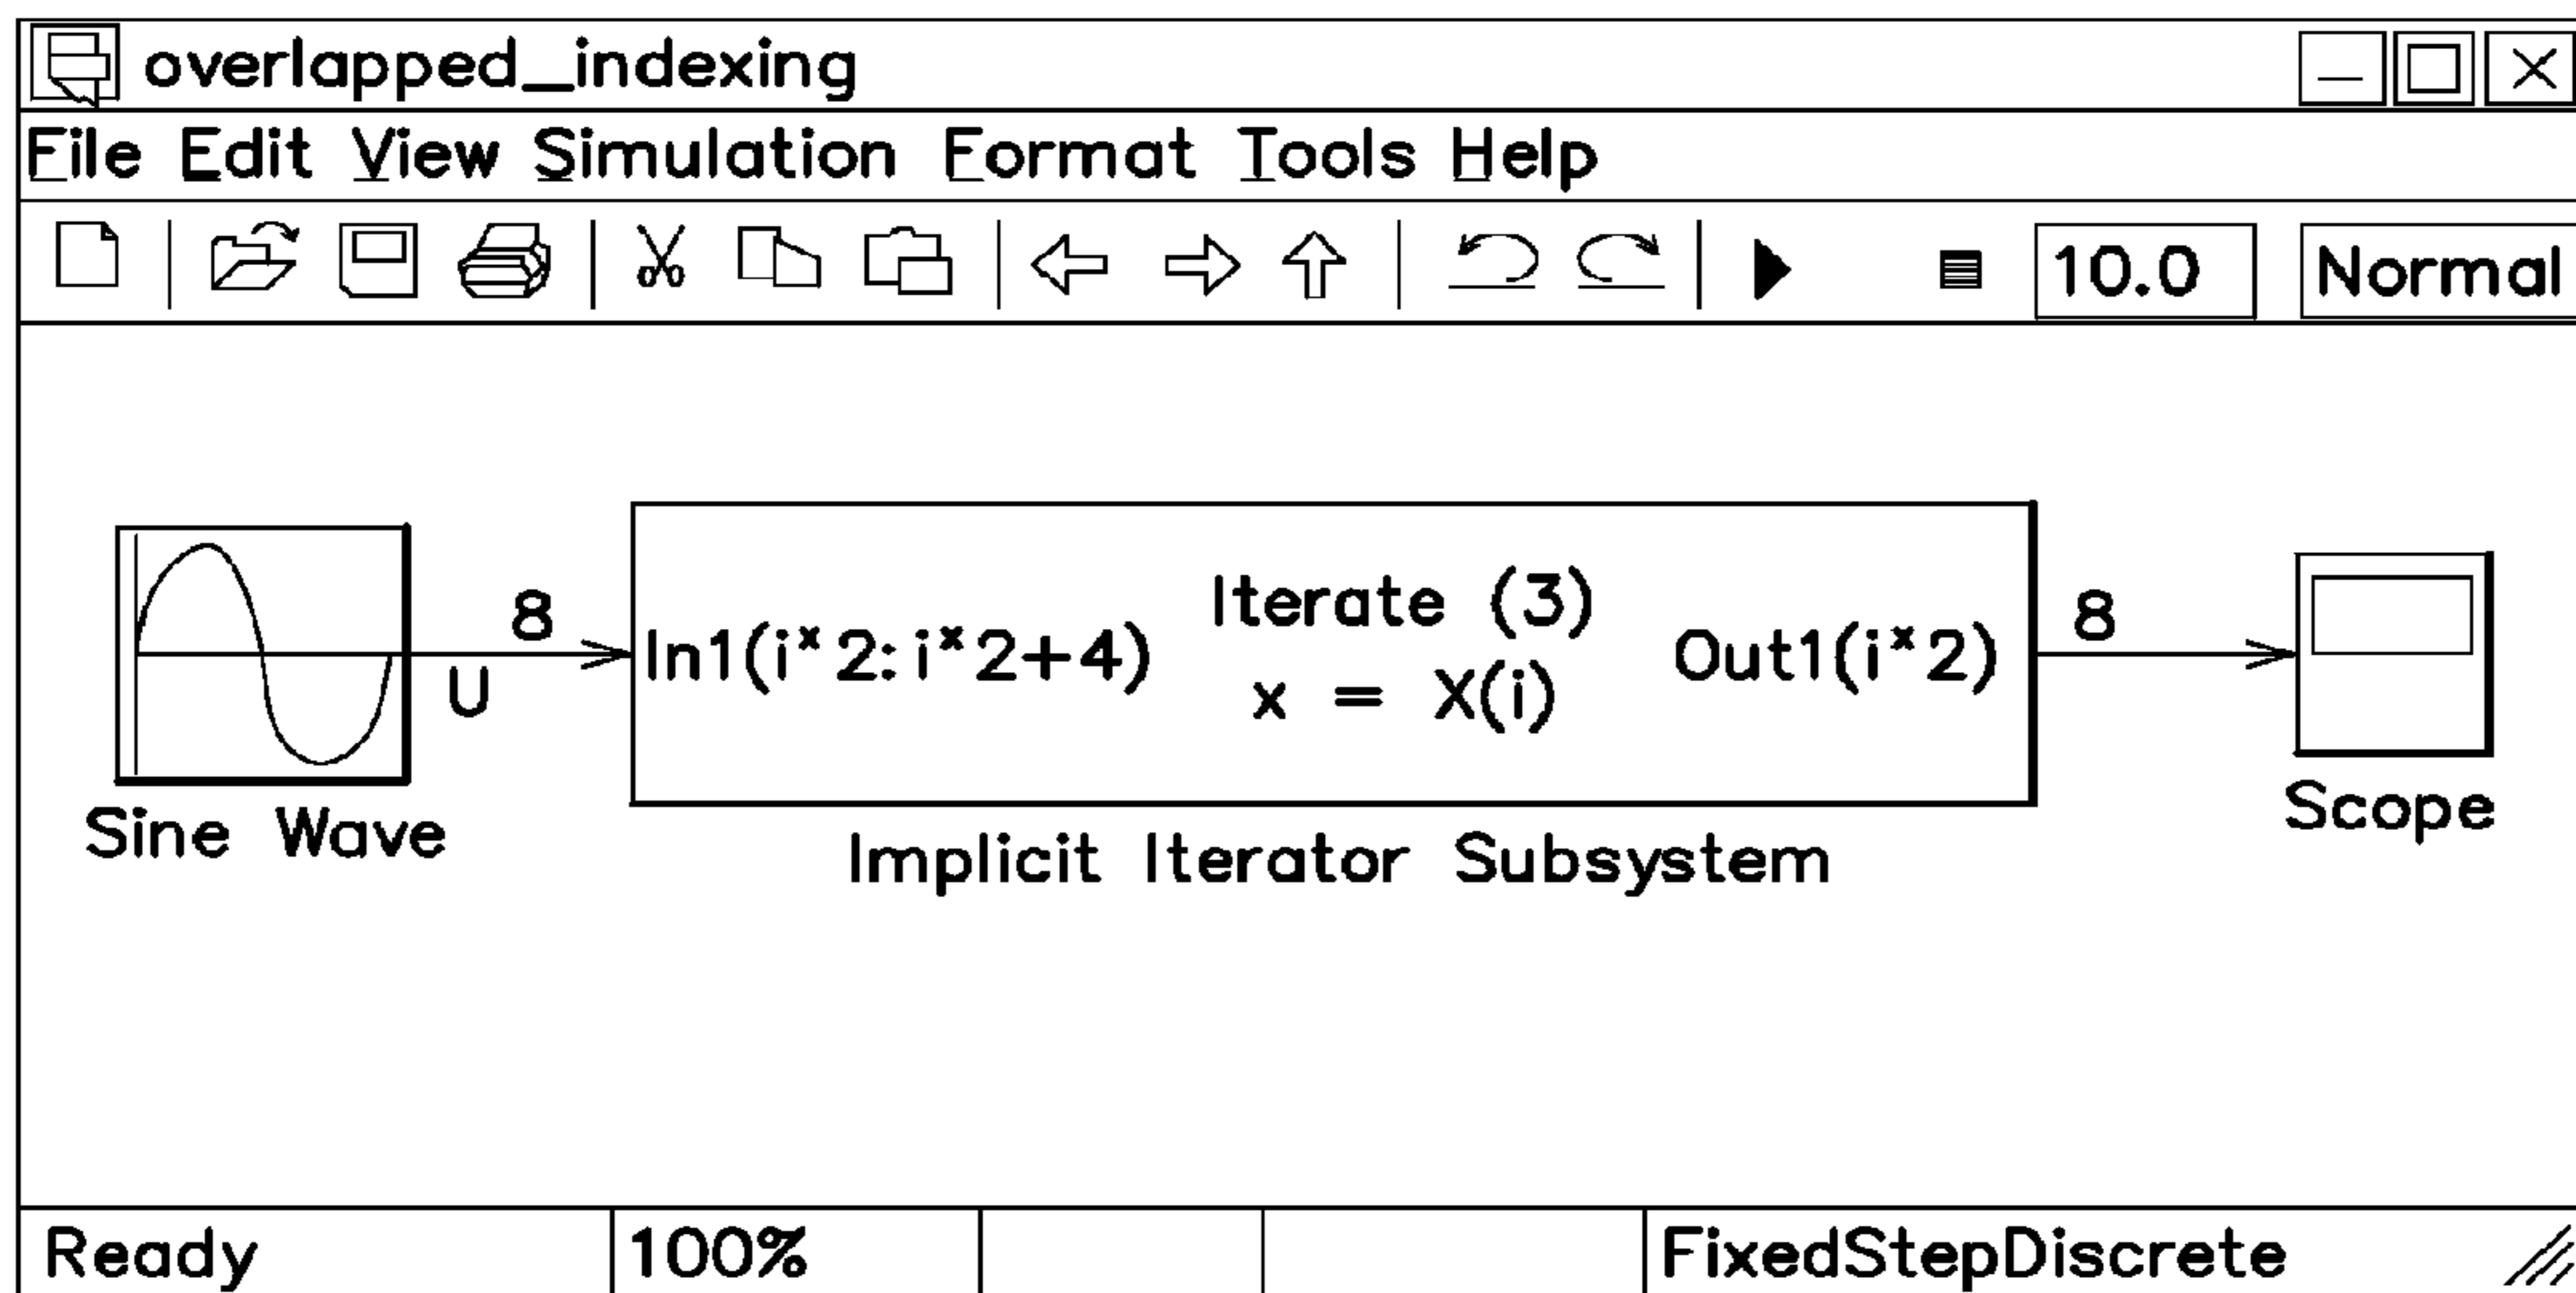 overlapped_indexing
File Edit View Simulation Format Tools Help
10.0 Normal
8
U
In1(i*2:i*2+4)
Iterate (3)
x = X(i)
Out1(i*2)
8
Sine Wave
Implicit Iterator Subsystem
Scope
Ready 100% FixedStepDiscrete